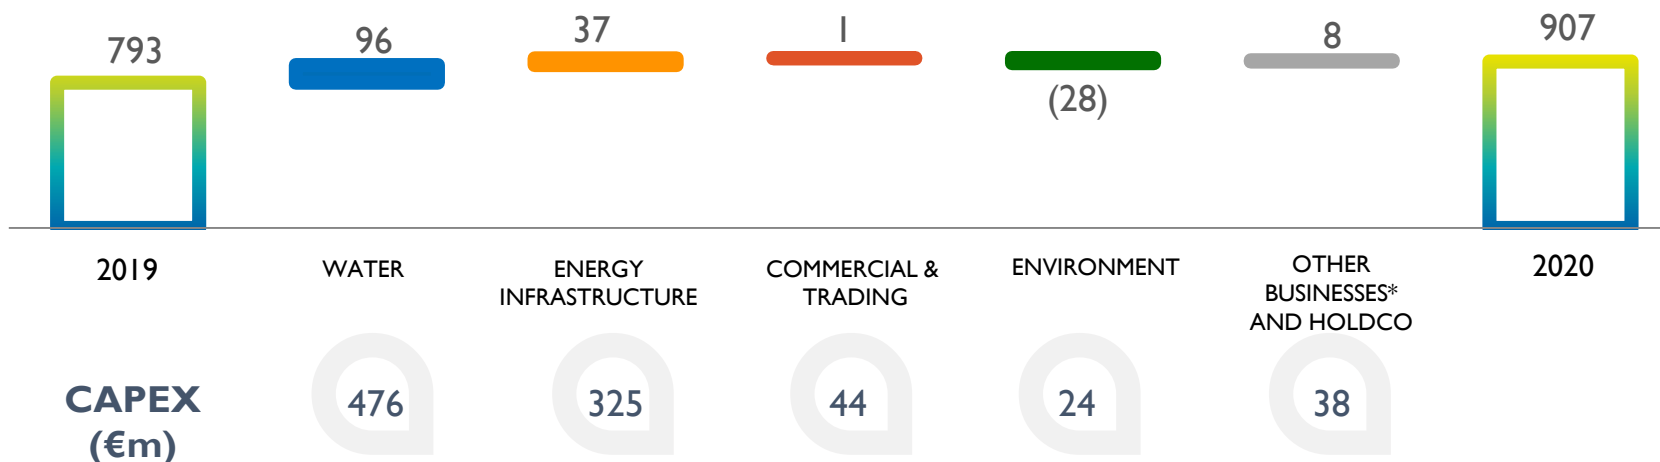 793
96
37
1
(28)
8
907
2019
WATER
ENERGY
INFRASTRUCTURE
COMMERCIAL &
TRADING
ENVIRONMENT
OTHER
BUSINESSES*
AND HOLDCO
2020
CAPEX
(€m)
476
325
44
24
38